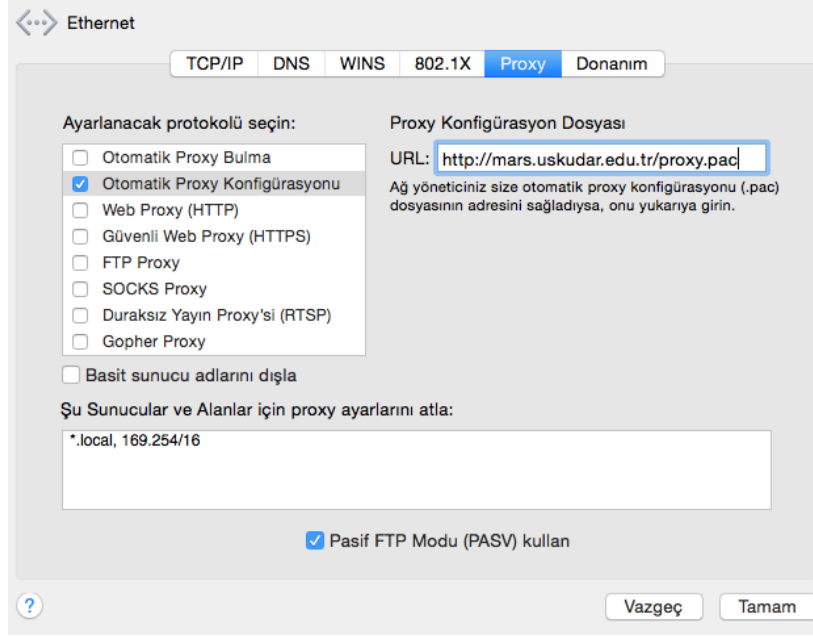 Ethernet
TCP/IP DNS WINS 802.1X Proxy Donanım
Ayarlanacak protokolü seçin:
Otomatik Proxy Bulma
Otomatik Proxy Konfigürasyonu
Web Proxy (HTTP)
Güvenli Web Proxy (HTTPS)
FTP Proxy
SOCKS Proxy
Duraksız Yayın Proxy'si (RTSP)
Gopher Proxy
Basit sunucu adlarını dışla
Proxy Konfigürasyon Dosyası
URL: http://mars.uskudar.edu.tr/proxy.pac
Ağ yöneticiniz size otomatik proxy konfigürasyonu (.pac)
dosyasının adresini sağladıysa, onu yukarıya girin.
Şu Sunucular ve Alanlar için proxy ayarlarını atla:
*.local, 169.254/16
Pasif FTP Modu (PASV) kullan
?
Vazgeç
Tamam